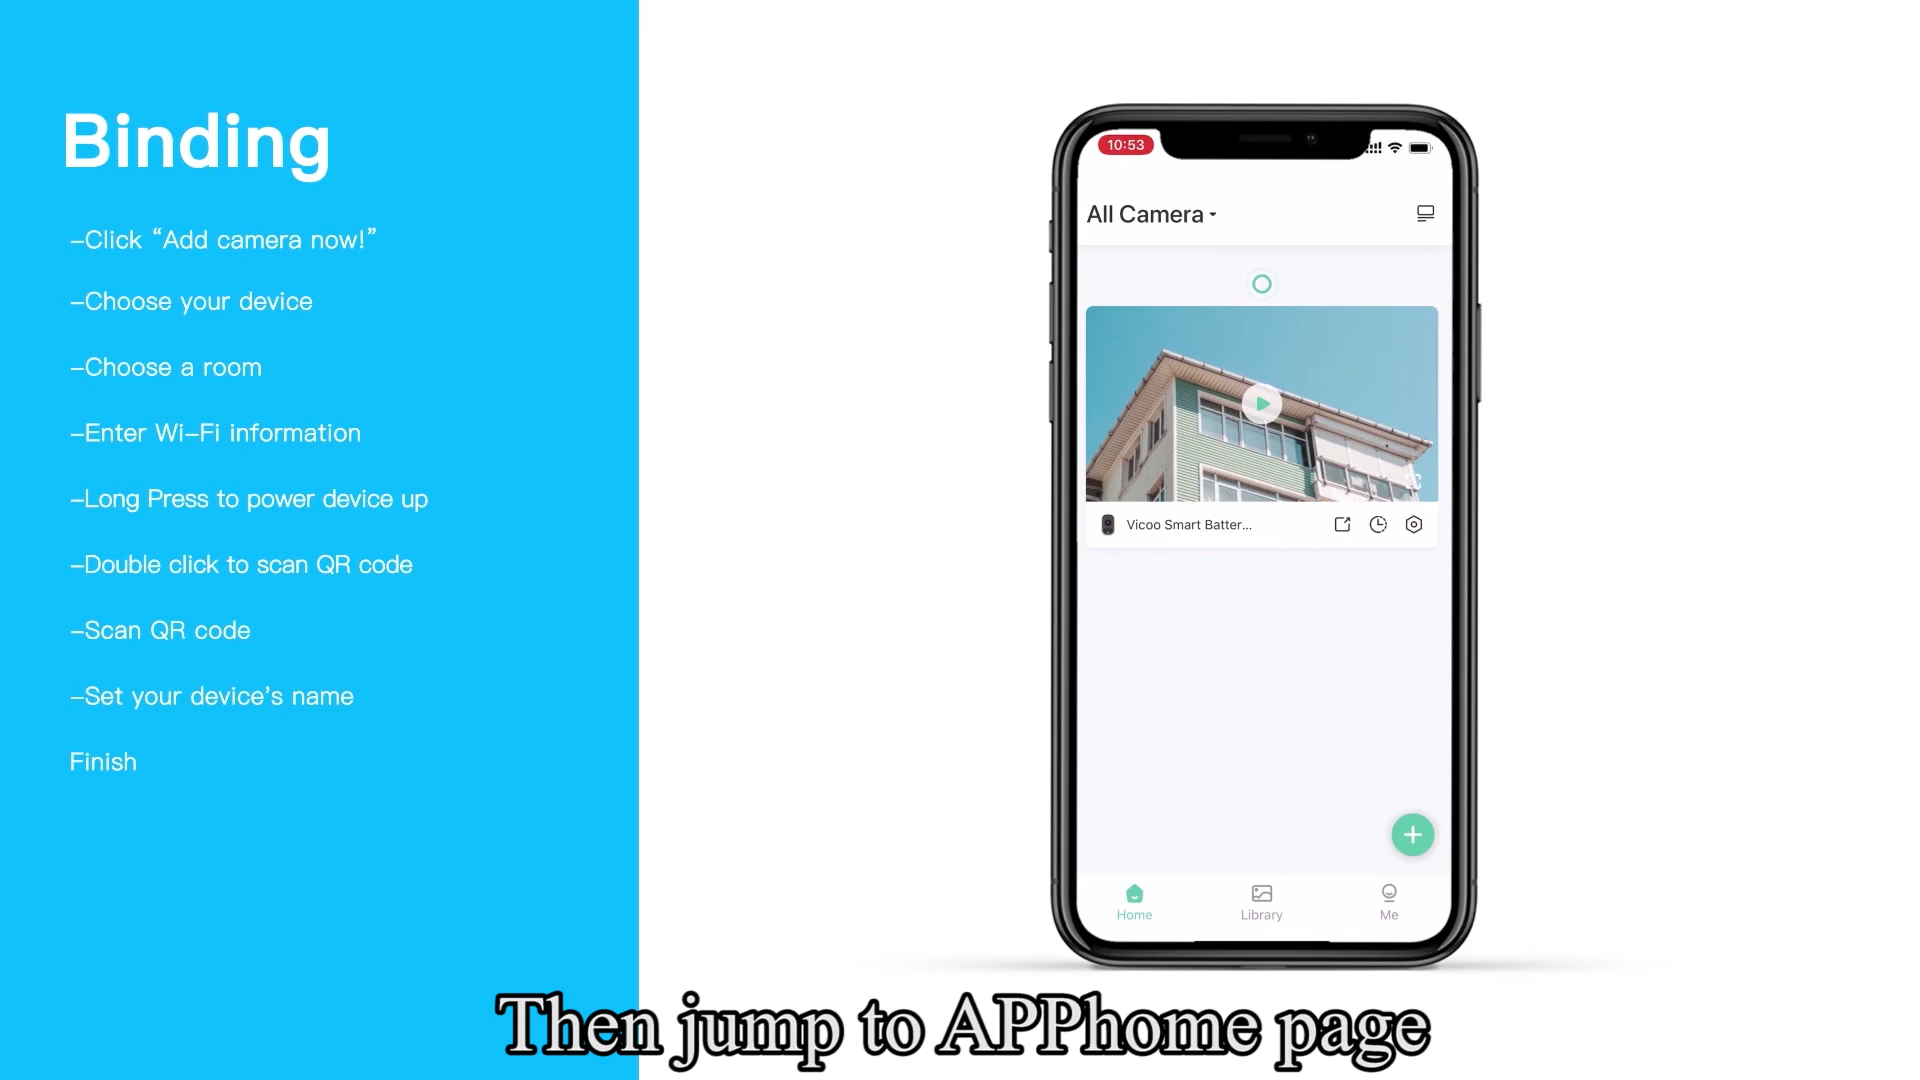 Binding
-Click “Add camera now!”
-Choose your device
-Choose a room
-Enter Wi-Fi information
-Long Press to power device up
-Double click to scan QR code
-Scan QR code
-Set your device’s name
Finish
10:53
All Camera
Vicoo Smart Batter...
Home
Library
Me
Then jump to APPhome page